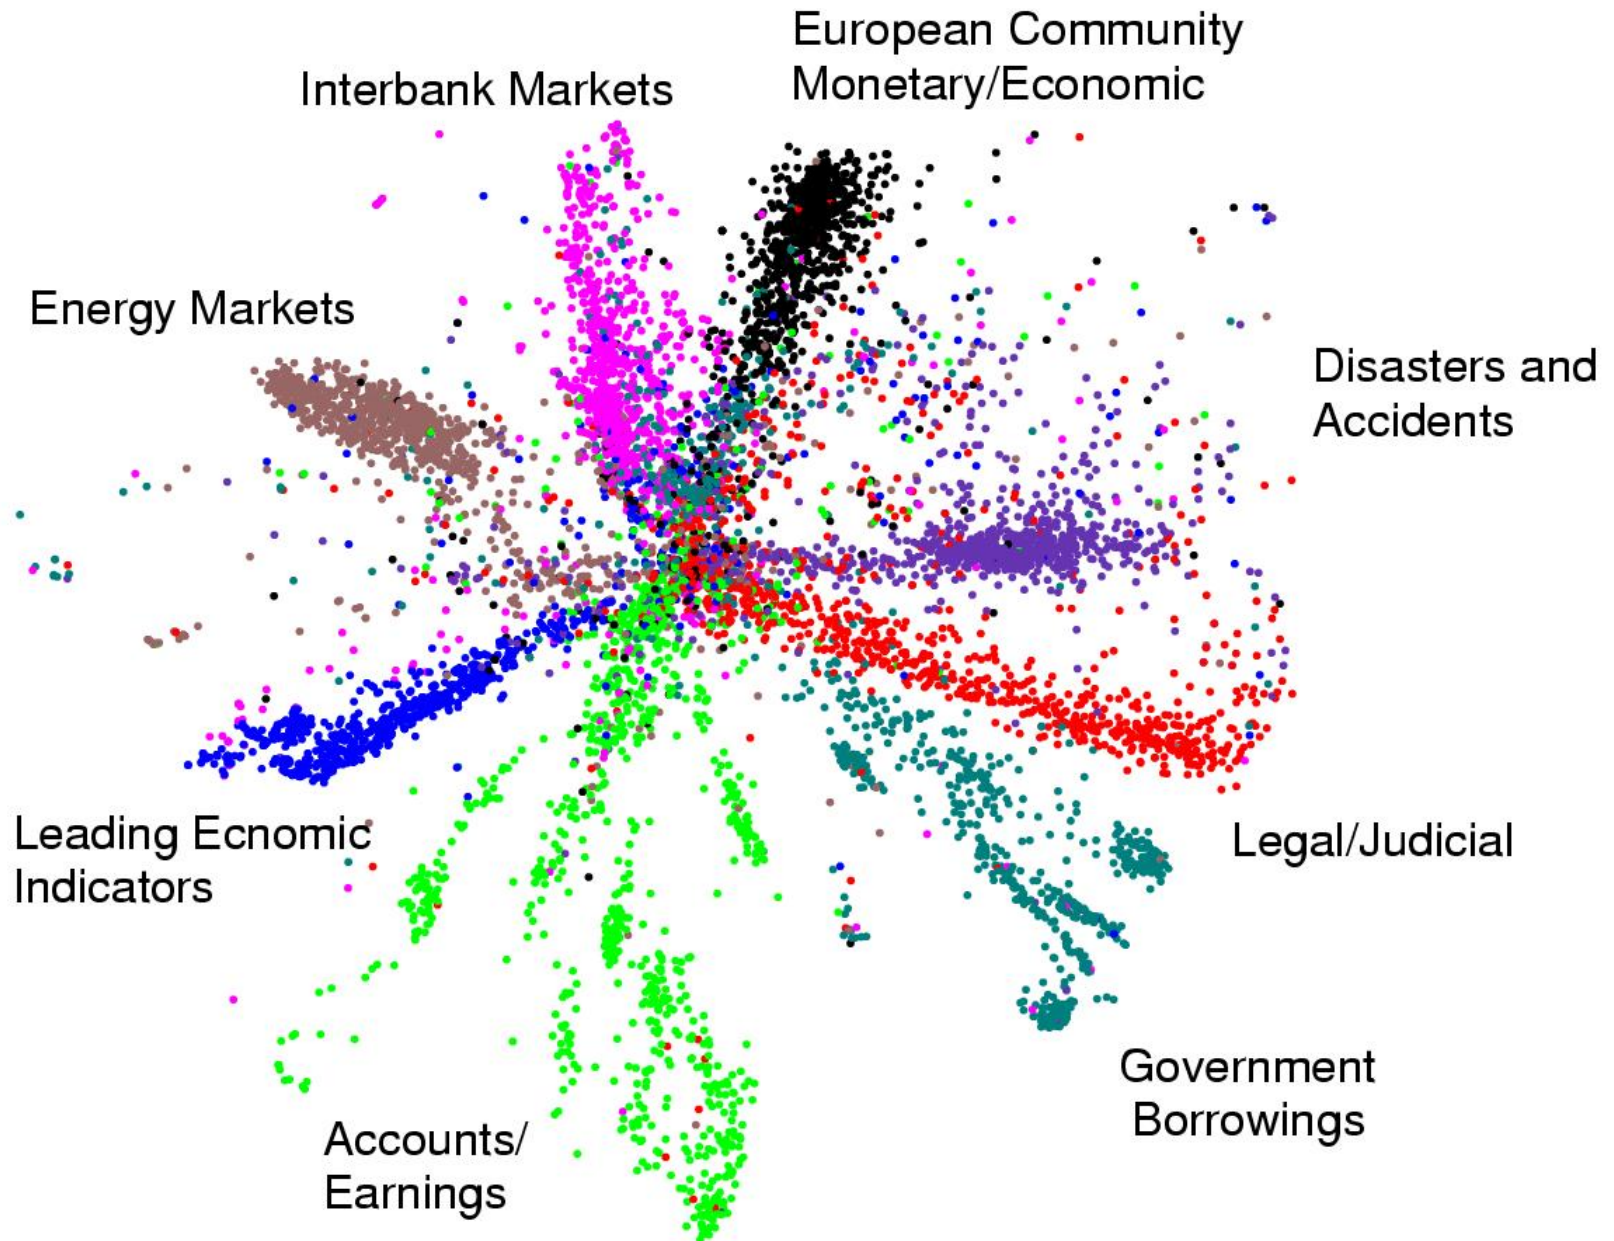 European Community
Monetary/Economic
Interbank Markets
Energy Markets
Disasters and
Accidents
Leading Ecnomic
Indicators
Legal/Judicial
Government
Borrowings
Accounts/
Earnings